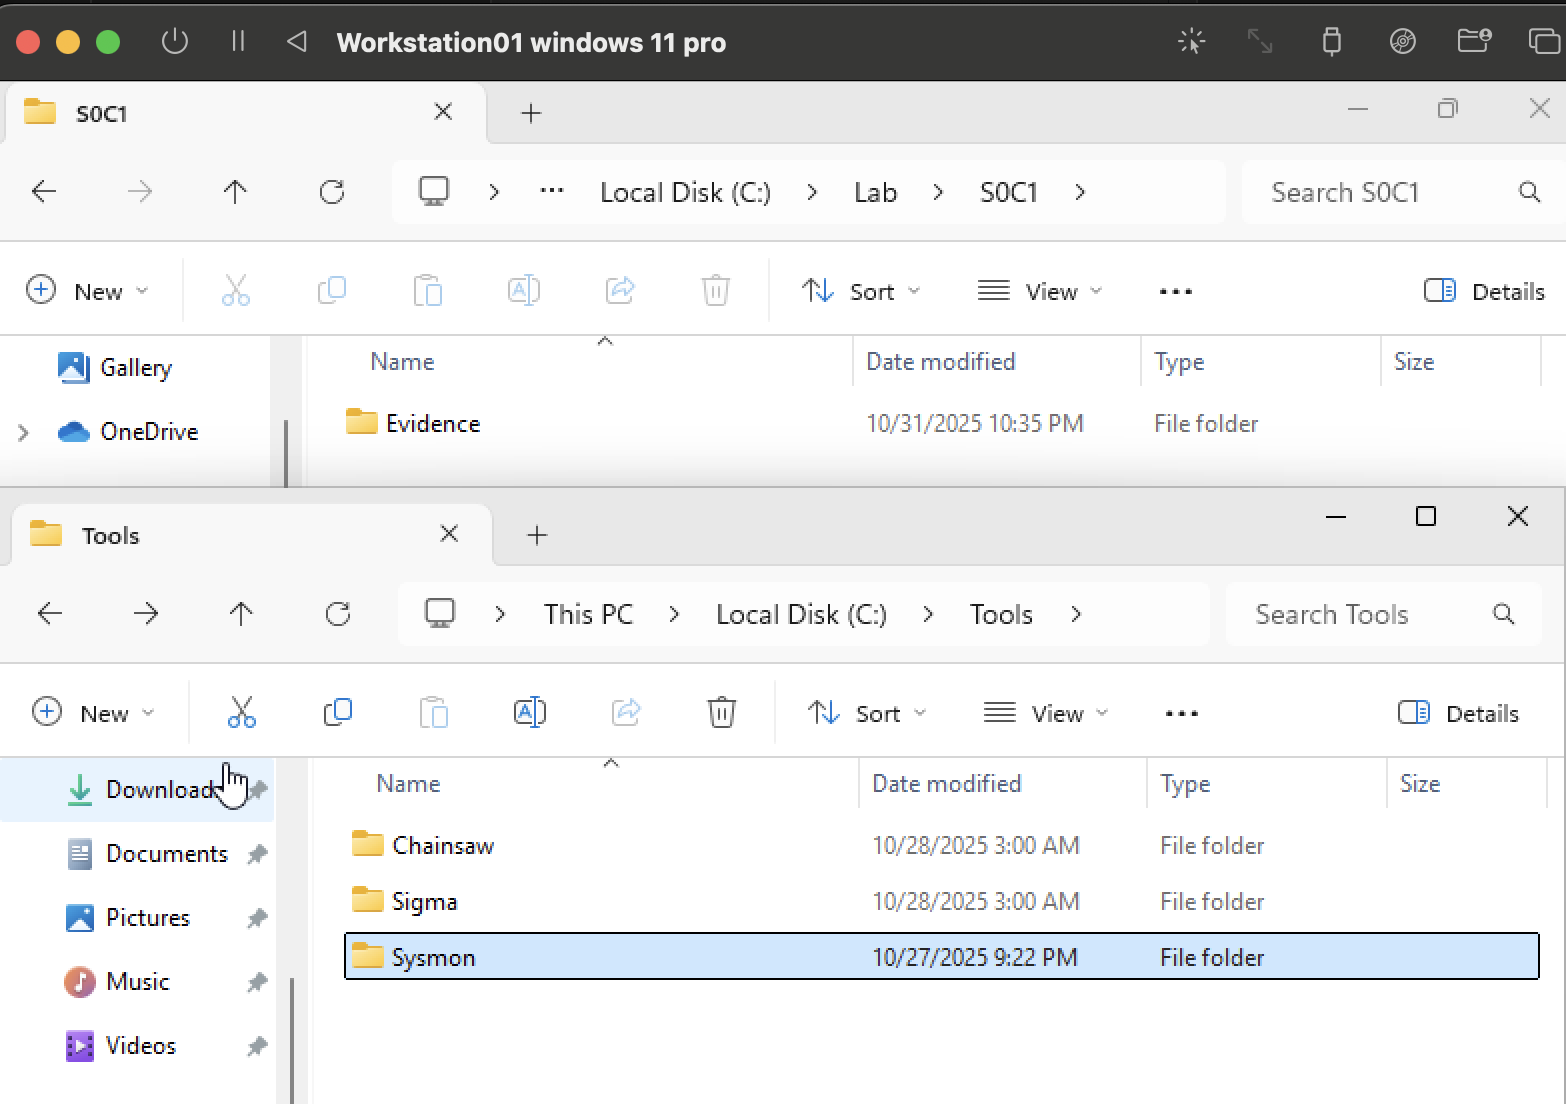 Workstation01 windows 11 pro
S0C1
Local Disk (C:) Lab S0C1 Search S0C1
New Sort View Details
Name Date modified Type Size
Gallery
Evidence 10/31/2025 10:35 PM File folder
OneDrive
Tools
This PC Local Disk (C:) Tools Search Tools
New Sort View Details
Name Date modified Type Size
Downloads
Chainsaw 10/28/2025 3:00 AM File folder
Documents
Sigma 10/28/2025 3:00 AM File folder
Pictures
Sysmon 10/27/2025 9:22 PM File folder
Music
Videos